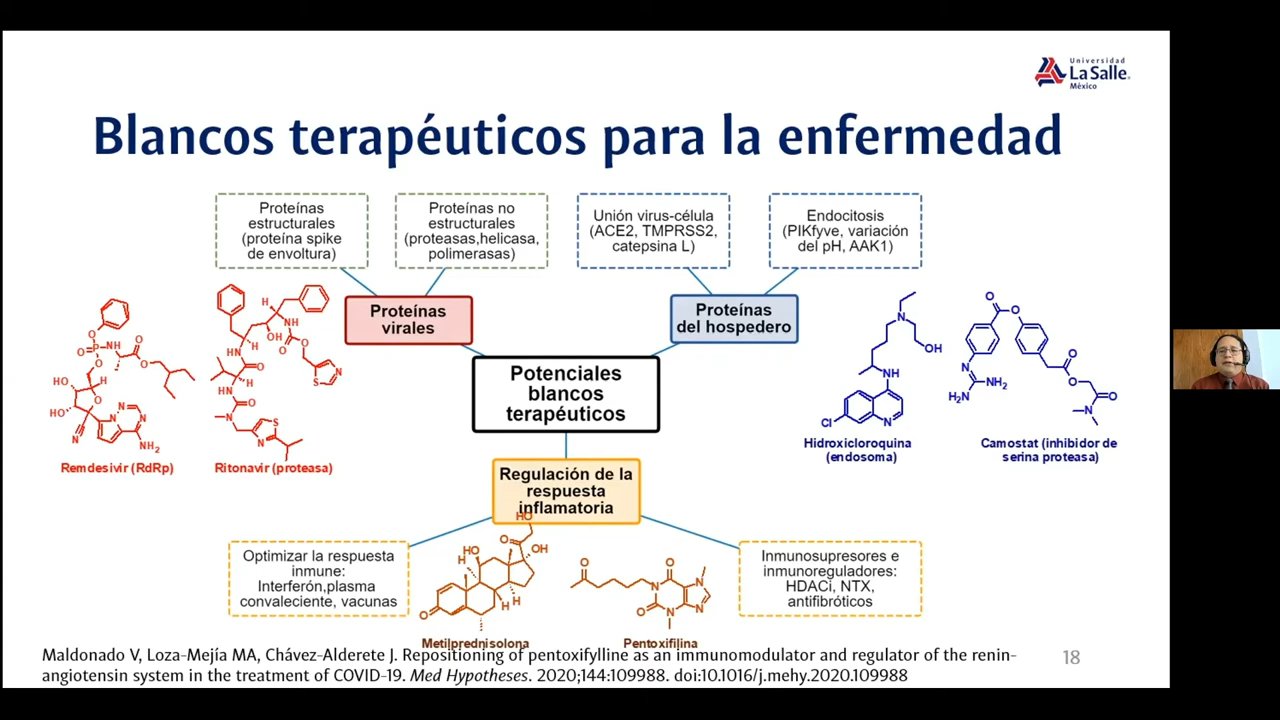 Universidad
La Salle®
México
Blancos terapéuticos para la enfermedad
Proteínas
estructurales
(proteína spike
de envoltura)
Proteínas no
estructurales
(proteasas,helicasa,
polimerasas)
Unión virus-célula
(ACE2, TMPRSS2,
catepsina L)
Endocitosis
(PIKfyve, variación
del pH, AAK1)
Proteínas
virales
Proteínas
del hospedero
Potenciales
blancos
terapéuticos
Remdesivir (RdRp)
Ritonavir (proteasa)
Hidroxicloroquina
(endosoma)
Camostat (inhibidor de
serina proteasa)
Regulación de la
respuesta
inflamatoria
Optimizar la respuesta
inmune:
Interferón,plasma
convaleciente, vacunas
Inmunosupresores e
inmunoreguladores:
HDACi, NTX,
antifibróticos
Metilprednisolona
Pentoxifilina
Maldonado V, Loza-Mejía MA, Chávez-Alderete J. Repositioning of pentoxifylline as an immunomodulator and regulator of the renin-
angiotensin system in the treatment of COVID-19. Med Hypotheses. 2020;144:109988. doi:10.1016/j.mehy.2020.109988
18